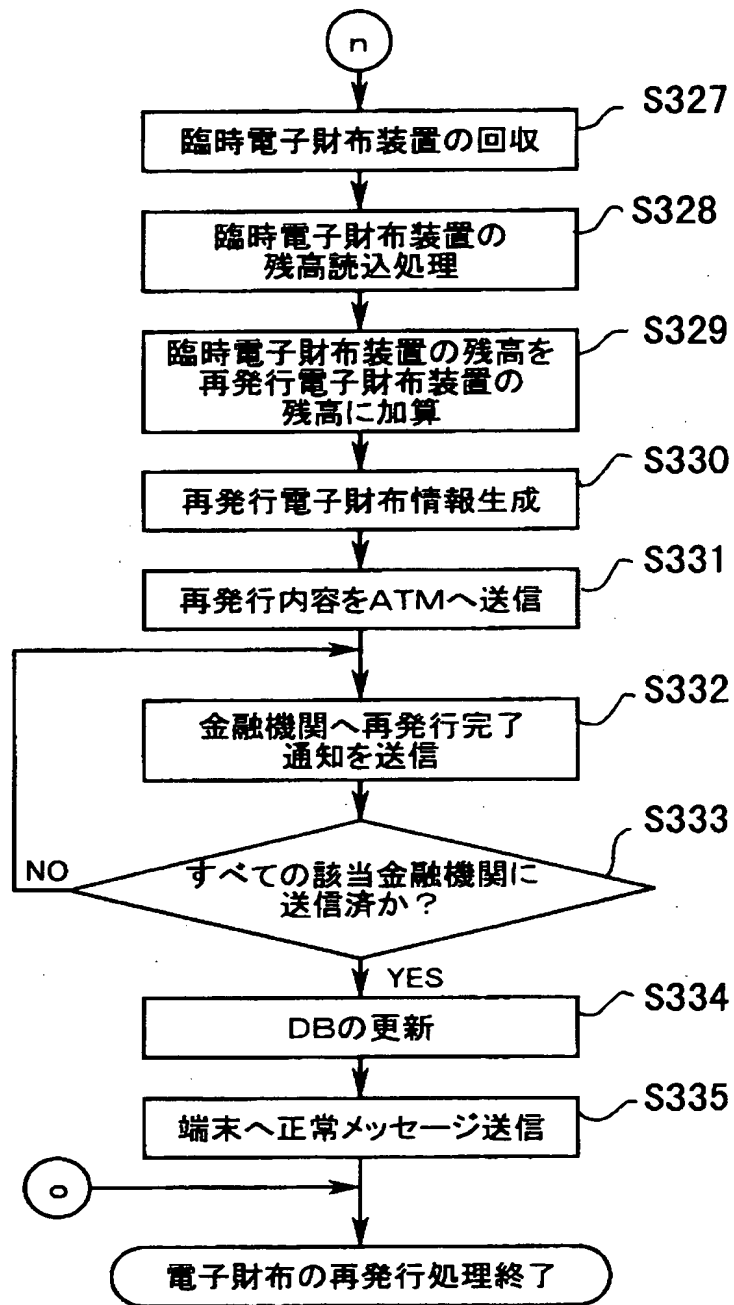 n
S327
臨時電子財布装置の回収
S328
臨時電子財布装置の
残高読込処理
S329
臨時電子財布装置の残高を
再発行電子財布装置の
残高に加算
S330
再発行電子財布情報生成
S331
再発行内容をATMへ送信
S332
金融機関へ再発行完了
通知を送信
S333
NO
すべての該当金融機関に
送信済か?
YES
S334
DBの更新
S335
端末へ正常メッセージ送信
o
電子財布の再発行処理終了